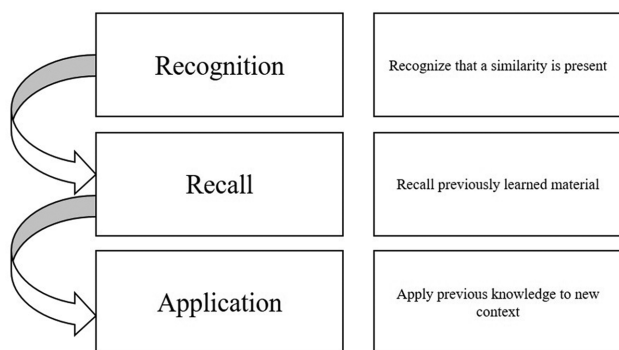 Recognition
Recognize that a similarity is present
Recall
Recall previously learned material
Application
Apply previous knowledge to new
context